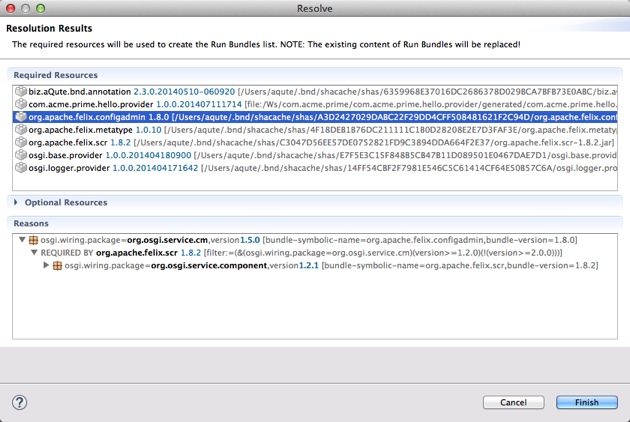 Resolve
Resolution Results
The required resources will be used to create the Run Bundles list. NOTE: The existing content of Run Bundles will be replaced!
Required Resources
biz.aQute.bnd.annotation 2.3.0.20140510-060920 [/Users/aqute/.bnd/shacache/shas/6359968E37016DC2686378D029BCA7BFB73E0ABC/biz.a
com.acme.prime.hello.provider 1.0.0.201407111714 [file:/Ws/com.acme.prime/com.acme.prime.hello.provider/generated/com.acme.prime.hello.
org.apache.felix.configadmin 1.8.0 [/Users/aqute/.bnd/shacache/shas/A3D2427029DABC22F29DD4CFF508481621F2C94D/org.apache.felix.conf
org.apache.felix.metatype 1.0.10 [/Users/aqute/.bnd/shacache/shas/4F18DEB1B76DC211111C1B0D28208E2E7D3FAF3E/org.apache.felix.metatyp
org.apache.felix.scr 1.8.2 [/Users/aqute/.bnd/shacache/shas/C3047D56EE57DE0752821FD9C3894DDA664F2E37/org.apache.felix.scr-1.8.2.jar]
osgi.base.provider 1.0.0.201404180900 [/Users/aqute/.bnd/shacache/shas/E7F5E3C15F848B5CB47B11D089501E0467DAE7D1/osgi.base.provid
osgi.logger.provider 1.0.0.201404171642 [/Users/aqute/.bnd/shacache/shas/14FF54CBF2F7981E546C5C61414CF64E50B57C6A/osgi.logger.pro
Optional Resources
Reasons
osgi.wiring.package=org.osgi.service.cm,version1.5.0 [bundle-symbolic-name=org.apache.felix.configadmin,bundle-version=1.8.0]
REQUIRED BY org.apache.felix.scr 1.8.2 [filter:=(&(osgi.wiring.package=org.osgi.service.cm)(version>=1.2.0)(!(version>=2.0.0)))]
osgi.wiring.package=org.osgi.service.component,version1.2.1 [bundle-symbolic-name=org.apache.felix.scr,bundle-version=1.8.2]
?
Cancel
Finish